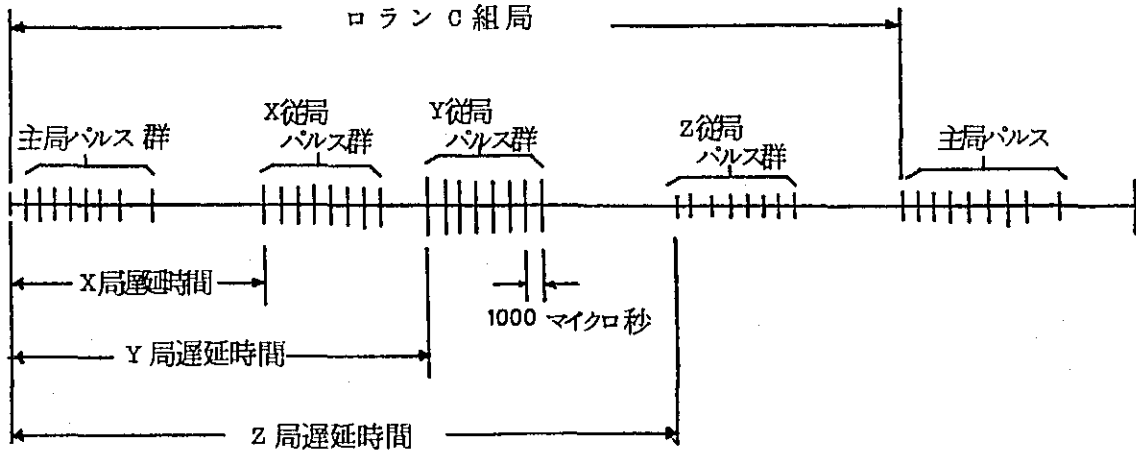 ロランC組局
主局パルス群
X従局
パルス群
Y従局
パルス群
Z従局
パルス群
主局パルス
X局遅延時間
1000 マイクロ秒
Y局遅延時間
Z局遅延時間